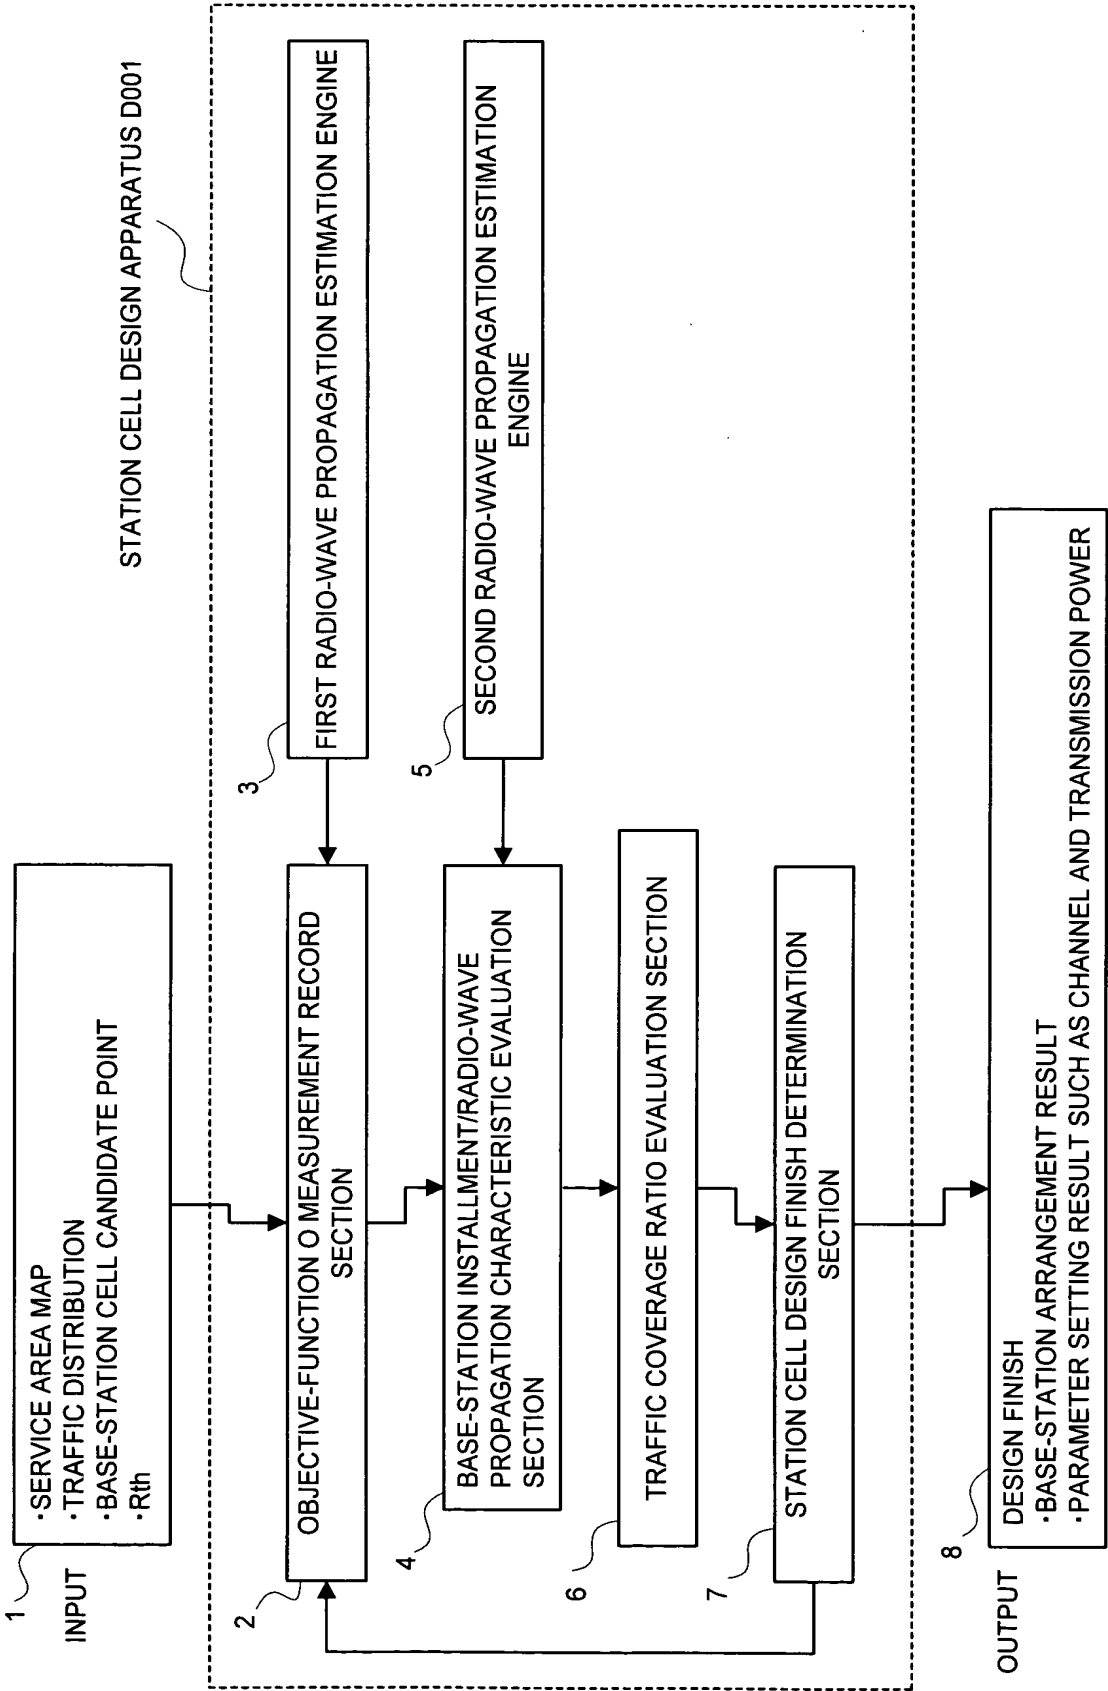 STATION CELL DESIGN APPARATUS D001
1
INPUT
·SERVICE AREA MAP
·TRAFFIC DISTRIBUTION
·BASE-STATION CELL CANDIDATE POINT
·Rth
2
OBJECTIVE-FUNCTION O MEASUREMENT RECORD
SECTION
3
FIRST RADIO-WAVE PROPAGATION ESTIMATION ENGINE
4
BASE-STATION INSTALLMENT/RADIO-WAVE
PROPAGATION CHARACTERISTIC EVALUATION
SECTION
5
SECOND RADIO-WAVE PROPAGATION ESTIMATION
ENGINE
6
TRAFFIC COVERAGE RATIO EVALUATION SECTION
7
STATION CELL DESIGN FINISH DETERMINATION
SECTION
8
OUTPUT
DESIGN FINISH
·BASE-STATION ARRANGEMENT RESULT
·PARAMETER SETTING RESULT SUCH AS CHANNEL AND TRANSMISSION POWER